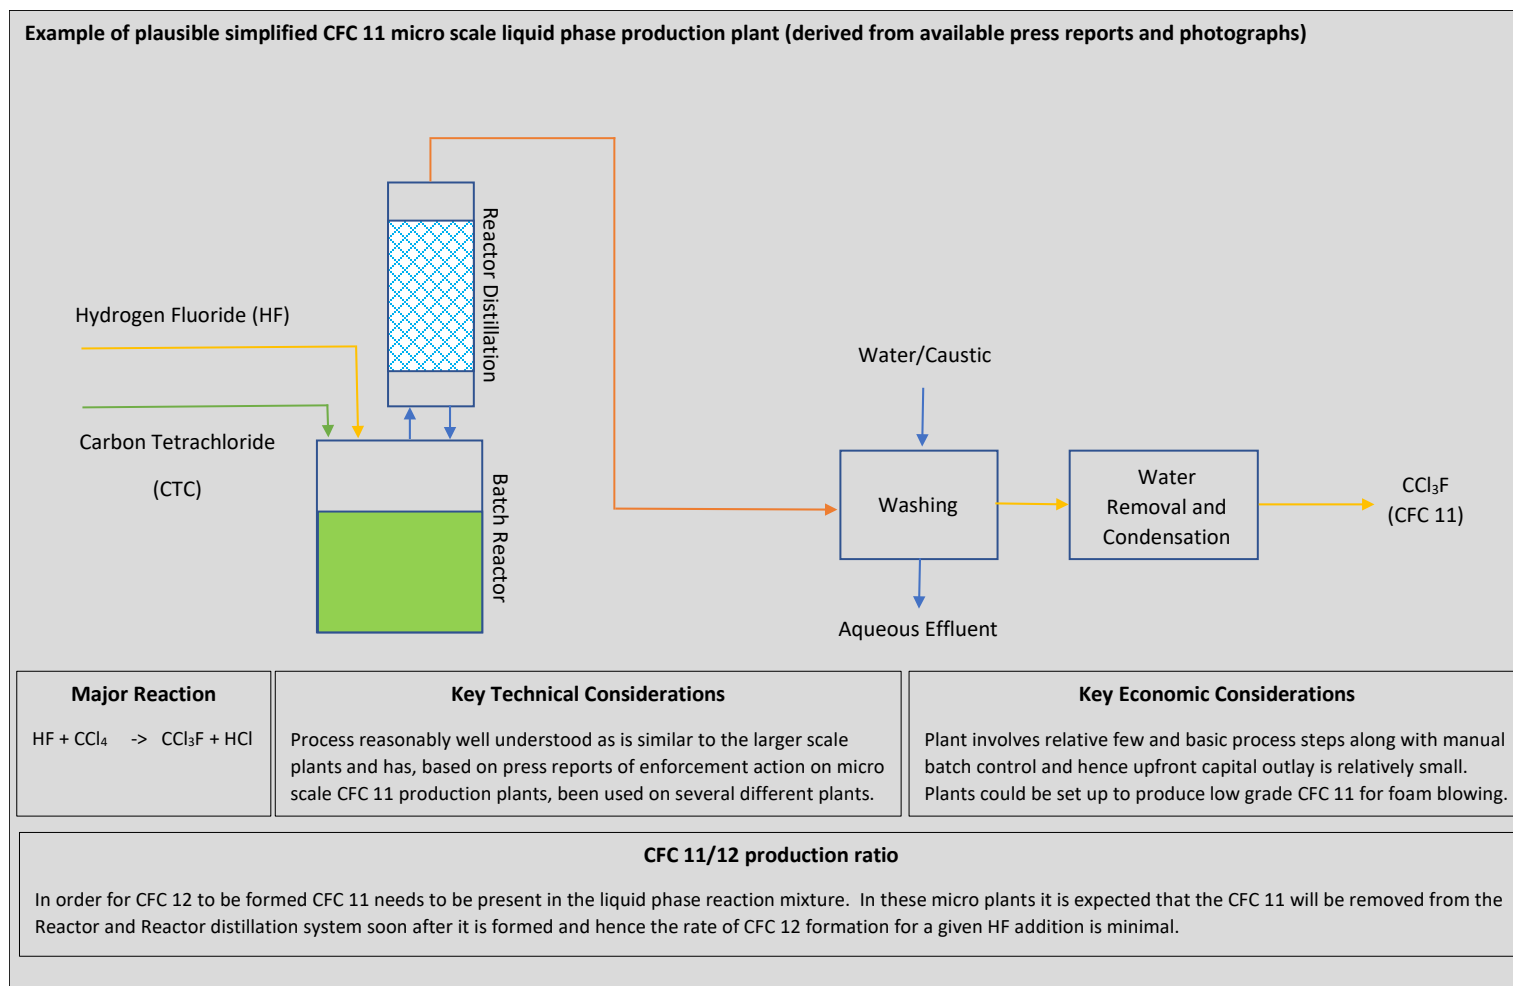 Example of plausible simplified CFC 11 micro scale liquid phase production plant (derived from available press reports and photographs)
Reactor Distillation
Hydrogen Fluoride (HF)
Carbon Tetrachloride
(CTC)
Batch Reactor
Water/Caustic
Washing
Water
Removal and
Condensation
CCl₃F
(CFC 11)
Aqueous Effluent
Major Reaction
HF + CCl₄ -> CCl₃F + HCl
Key Technical Considerations
Process reasonably well understood as is similar to the larger scale
plants and has, based on press reports of enforcement action on micro
scale CFC 11 production plants, been used on several different plants.
Key Economic Considerations
Plant involves relative few and basic process steps along with manual
batch control and hence upfront capital outlay is relatively small.
Plants could be set up to produce low grade CFC 11 for foam blowing.
CFC 11/12 production ratio
In order for CFC 12 to be formed CFC 11 needs to be present in the liquid phase reaction mixture. In these micro plants it is expected that the CFC 11 will be removed from the
Reactor and Reactor distillation system soon after it is formed and hence the rate of CFC 12 formation for a given HF addition is minimal.